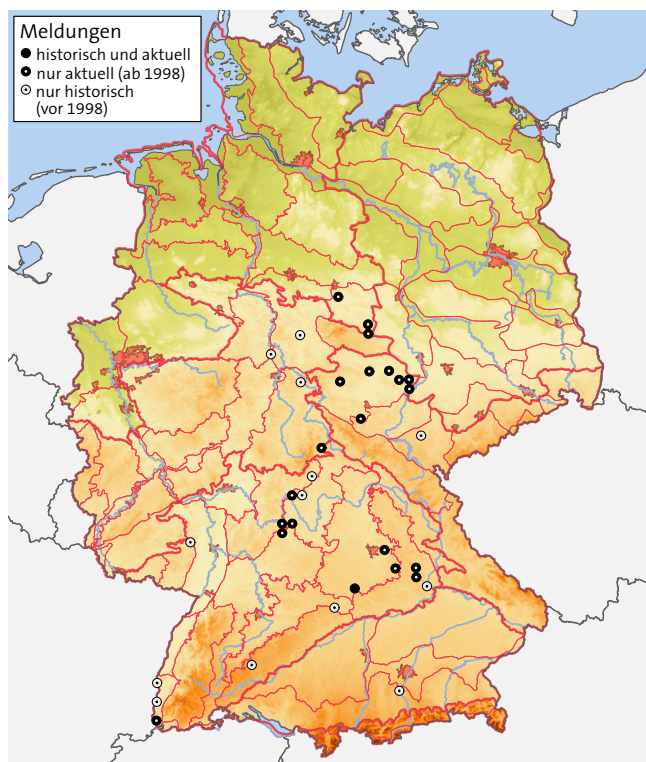 Meldungen
historisch und aktuell
nur aktuell (ab 1998)
nur historisch
(vor 1998)